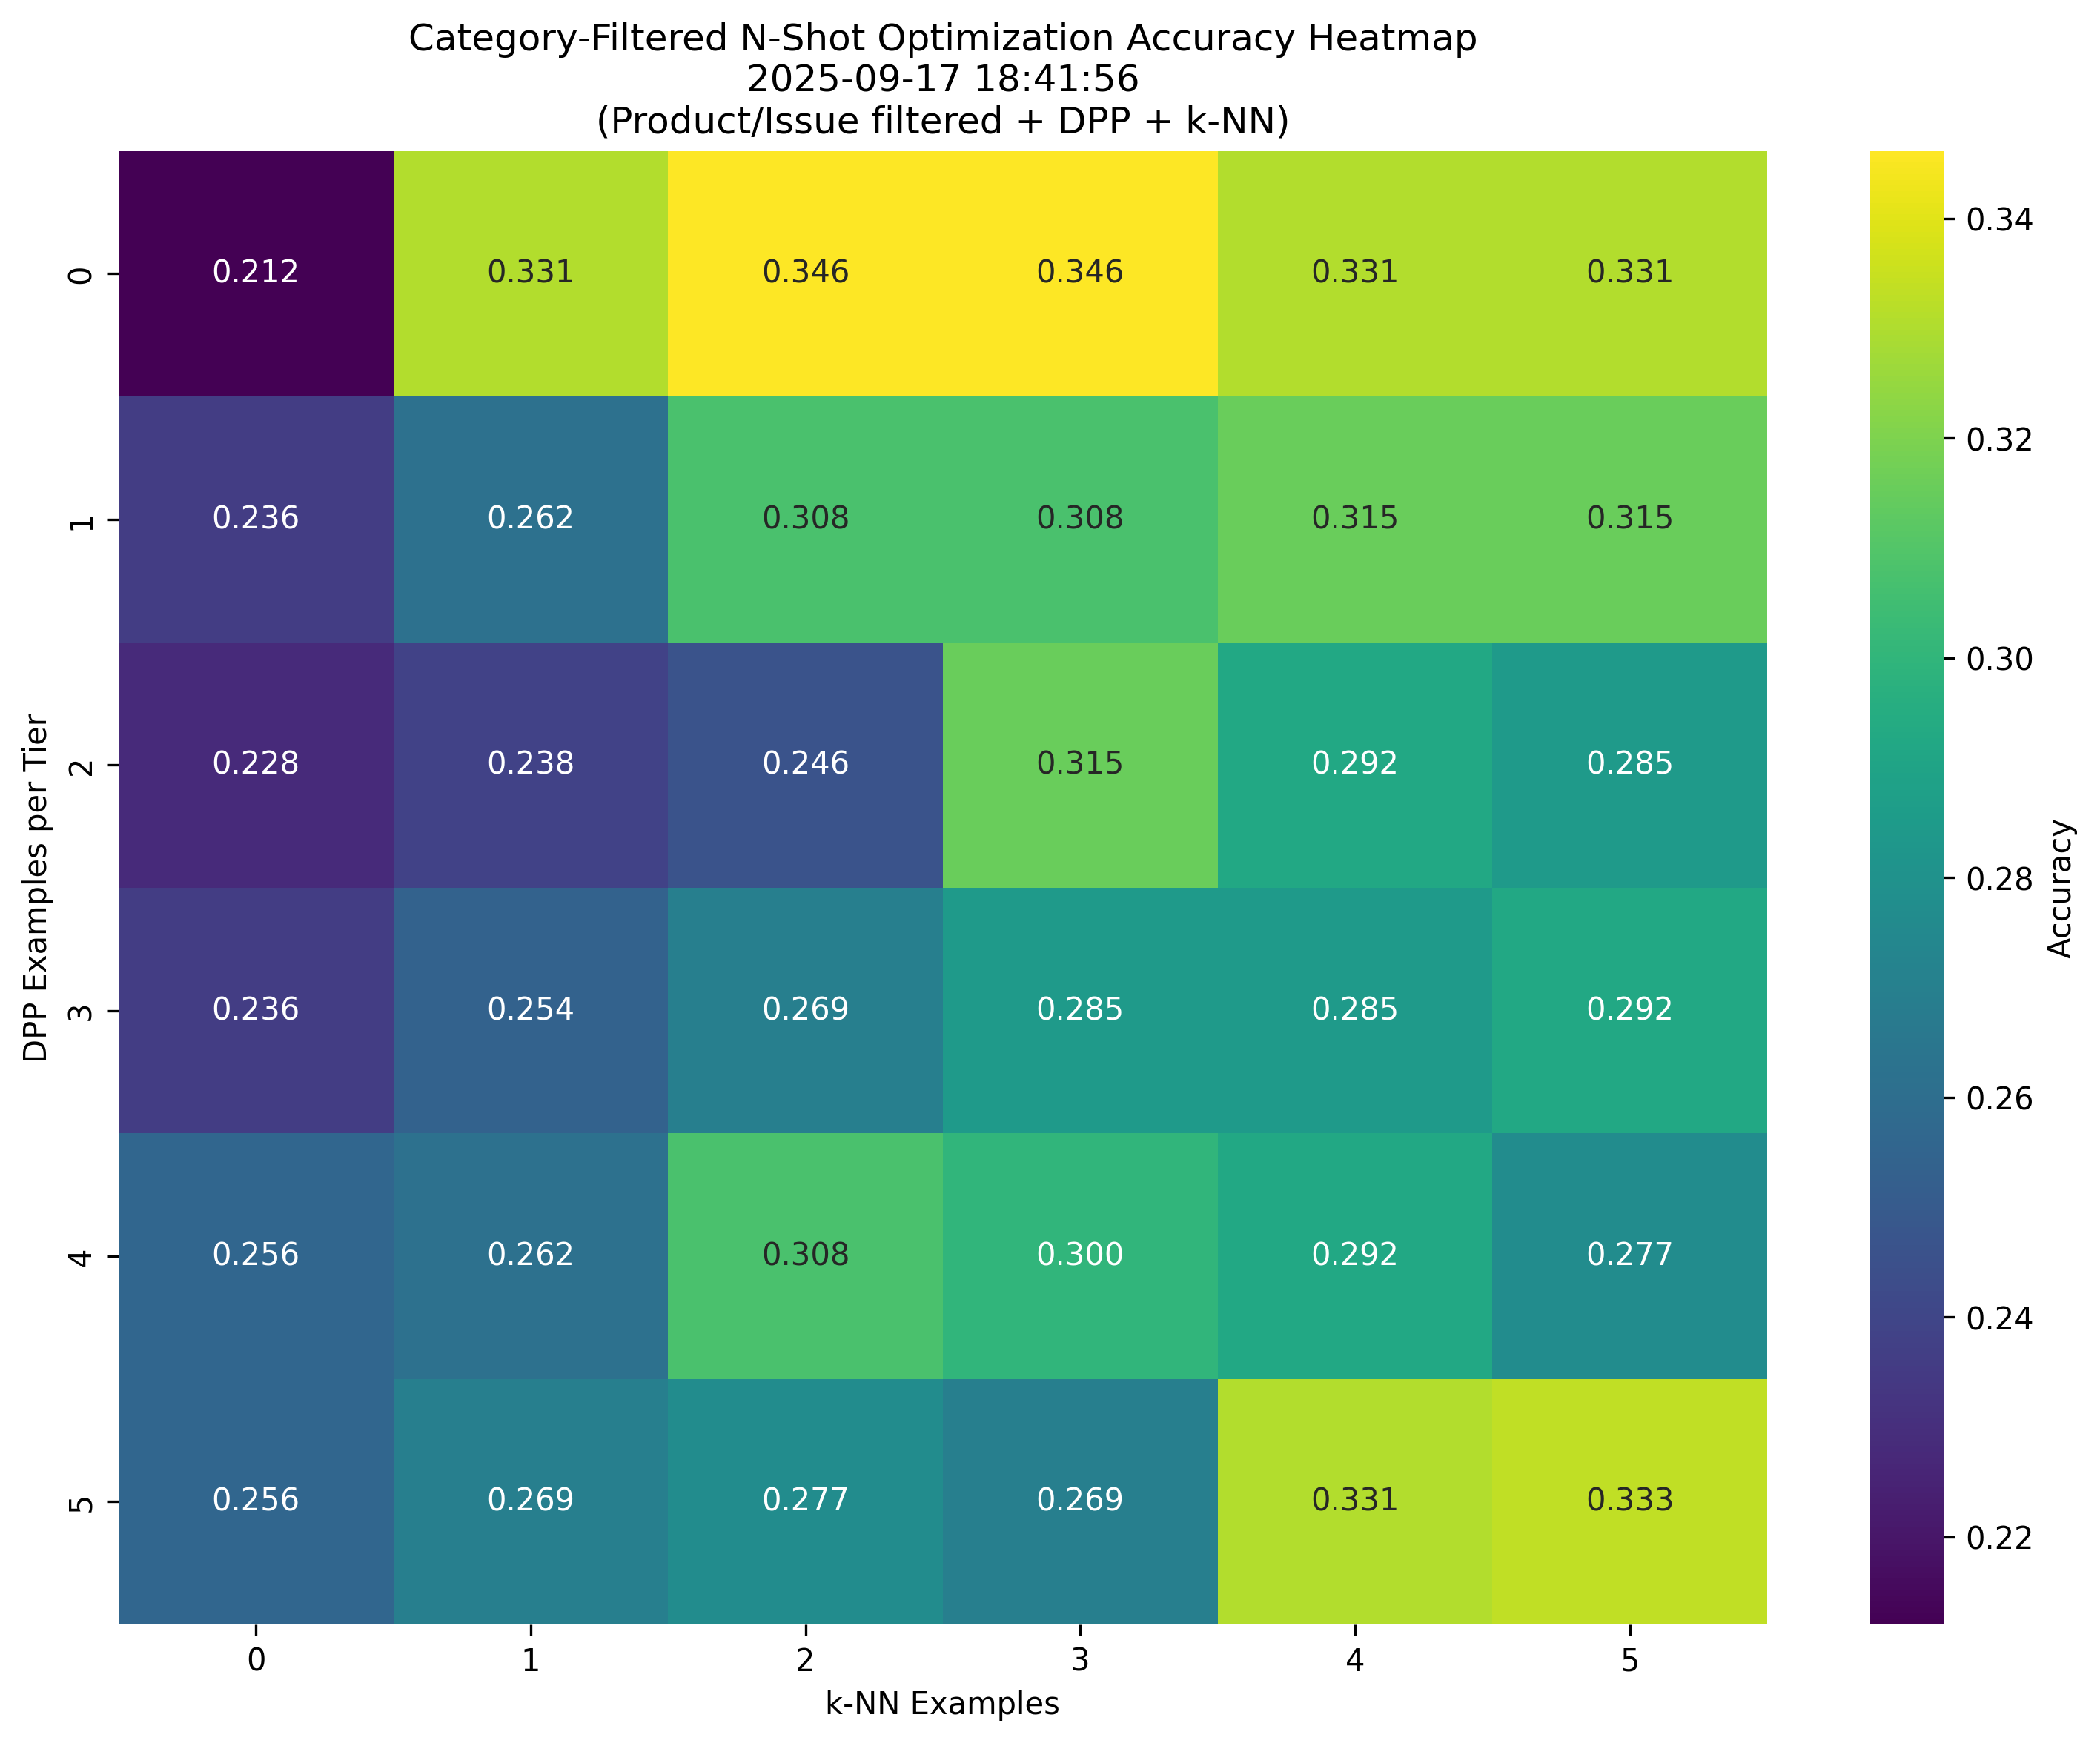 Category-Filtered N-Shot Optimization Accuracy Heatmap
2025-09-17 18:41:56
(Product/Issue filtered + DPP + k-NN)
DPP Examples per Tier
0 0.212 0.331 0.346 0.346 0.331 0.331
1 0.236 0.262 0.308 0.308 0.315 0.315
2 0.228 0.238 0.246 0.315 0.292 0.285
3 0.236 0.254 0.269 0.285 0.285 0.292
4 0.256 0.262 0.308 0.300 0.292 0.277
5 0.256 0.269 0.277 0.269 0.331 0.333
0 1 2 3 4 5
k-NN Examples
0.34
0.32
0.30
0.28
0.26
0.24
0.22
Accuracy